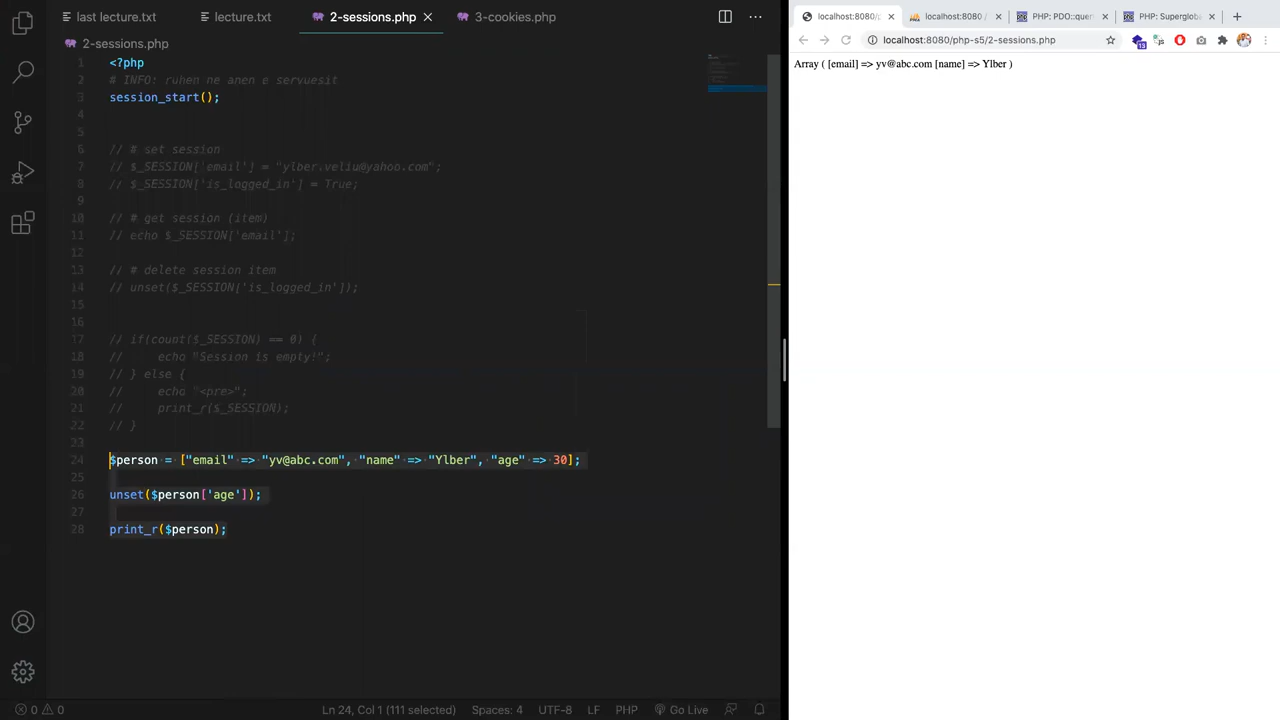 last lecture.txt
lecture.txt
2-sessions.php
3-cookies.php
2-sessions.php
1 <?php
2 # INFO: ruhen ne anen e servuesit
3 session_start();
4
5
6 // # set session
7 // $_SESSION['email'] = "ylber.veliu@yahoo.com";
8 // $_SESSION['is_logged_in'] = True;
9
10 // # get session (item)
11 // echo $_SESSION['email'];
12
13 // # delete session item
14 // unset($_SESSION['is_logged_in']);
15
16
17 // if(count($_SESSION) == 0) {
18 //     echo "Session is empty!";
19 // } else {
20 //     echo "<pre>";
21 //     print_r($_SESSION);
22 // }
23
24 $person = ["email" => "yv@abc.com", "name" => "Ylber", "age" => 30];
25
26 unset($person['age']);
27
28 print_r($person);
0 0 Ln 24, Col 1 (111 selected) Spaces: 4 UTF-8 LF PHP Go Live
localhost:8080/p
localhost:8080 /
PHP: PDO::quer
PHP: Superglob
localhost:8080/php-s5/2-sessions.php
13
Array ( [email] => yv@abc.com [name] => Ylber )